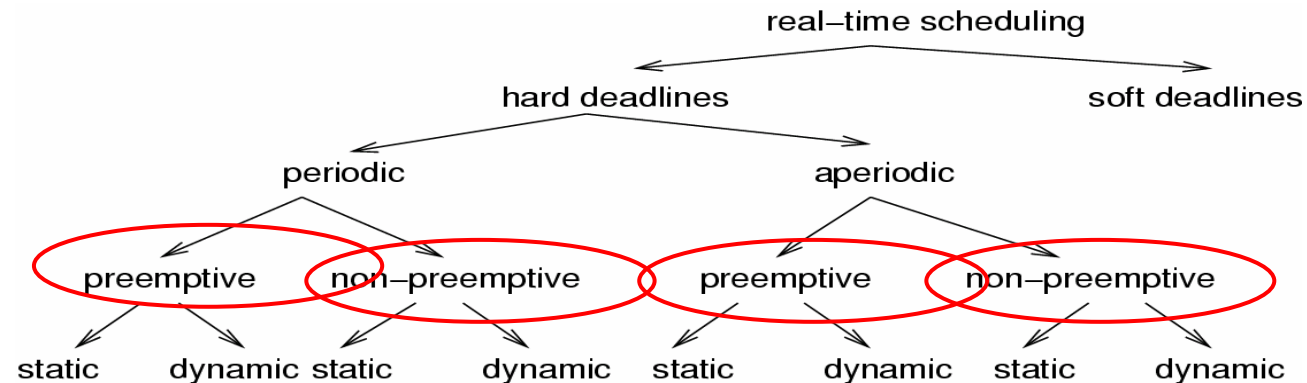 real–time scheduling
hard deadlines soft deadlines
periodic aperiodic
preemptive non–preemptive preemptive non–preemptive
static dynamic static dynamic static dynamic static dynamic